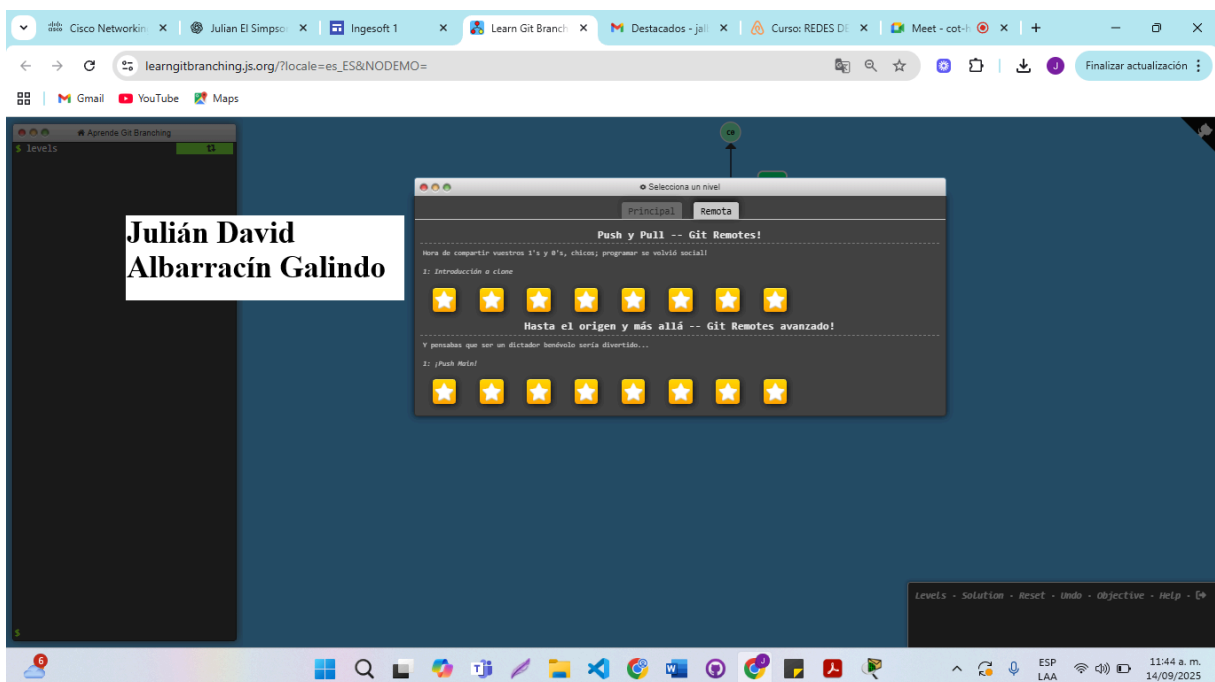 Cisco Networkin
Julian El Simpso
Ingesoft 1
Learn Git Branch
Destacados - jal
Curso: REDES DE
Meet - cot-h
learngitbranching.js.org/?locale=es_ES&NODEMO=
Finalizar actualización
Gmail
YouTube
Maps
Aprende Git Branching
$ levels
C0
Selecciona un nivel
Principal
Remota
Push y Pull -- Git Remotes!
Hora de compartir vuestros 1's y 0's, chicos; programar se volvió social!
1: Introducción a clone
Hasta el origen y más allá -- Git Remotes avanzado!
Y pensabas que ser un dictador benévolo sería divertido...
1: ¡Push Main!
Julián David
Albarracín Galindo
Levels - Solution - Reset - Undo - Objective - Help -
$
6
ESP
LAA
11:44 a. m.
14/09/2025